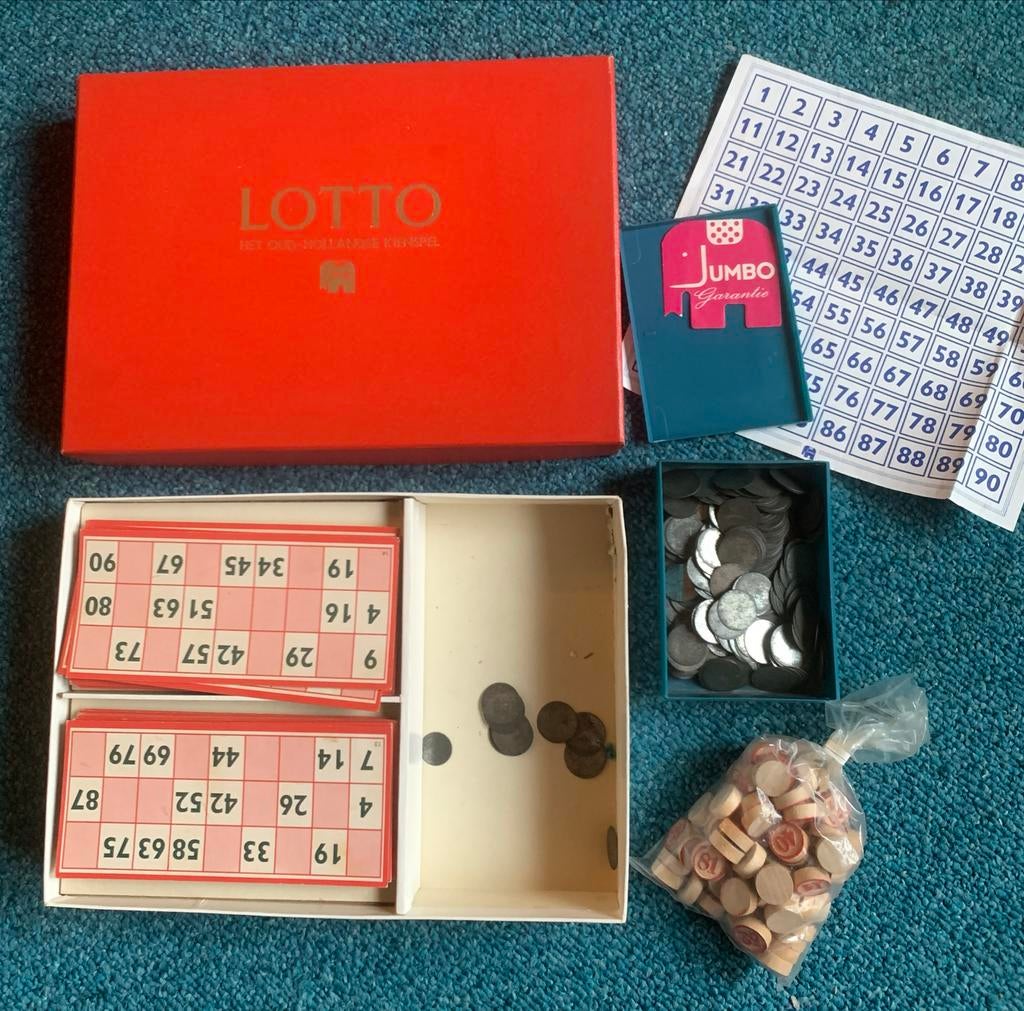 LOTTO
HET OUD-HOLLANDSE KIENSPEL
JUMBO
Garantie
1 2 3 4 5 6 7 8
11 12 13 14 15 16 17 18
21 22 23 24 25 26 27 28
31 33 34 35 36 37 38 39
44 45 46 47 48 49
54 55 56 57 58 59
65 66 67 68 69 70
75 76 77 78 79 80
86 87 88 89 90
9 29 42 57 73
4 16 51 63 80
19 34 45 67 90
19 33 58 63 75
4 26 42 52 87
7 14 44 69 79